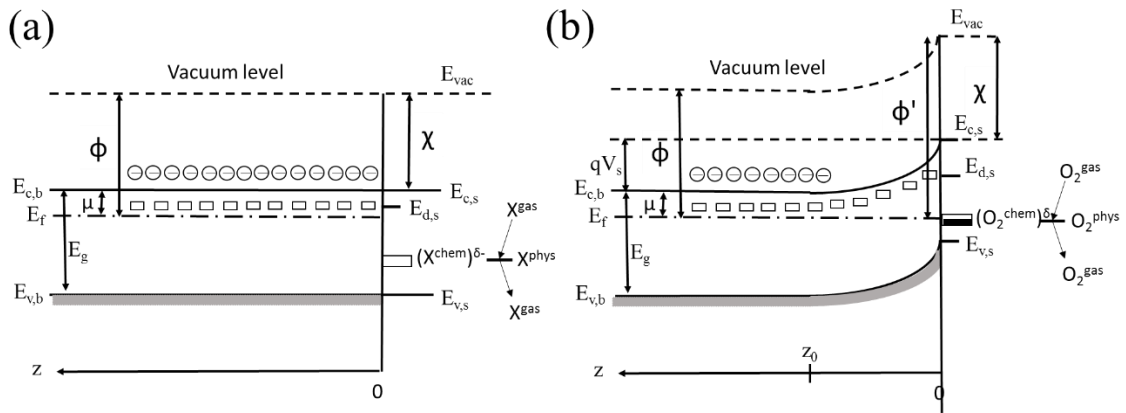 (a)
Vacuum level
E_vac
ϕ
χ
E_c,b
μ
E_c,s
E_f
E_d,s
X^gas
E_g
(X^chem)^δ-
X^phys
E_v,b
E_v,s
X^gas
z
0
(b)
E_vac
Vacuum level
ϕ'
χ
E_c,s
qV_s
ϕ
E_d,s
O_2^gas
E_c,b
μ
E_f
(O_2^chem)^δ-
O_2^phys
E_g
E_v,s
O_2^gas
E_v,b
z_0
z
0